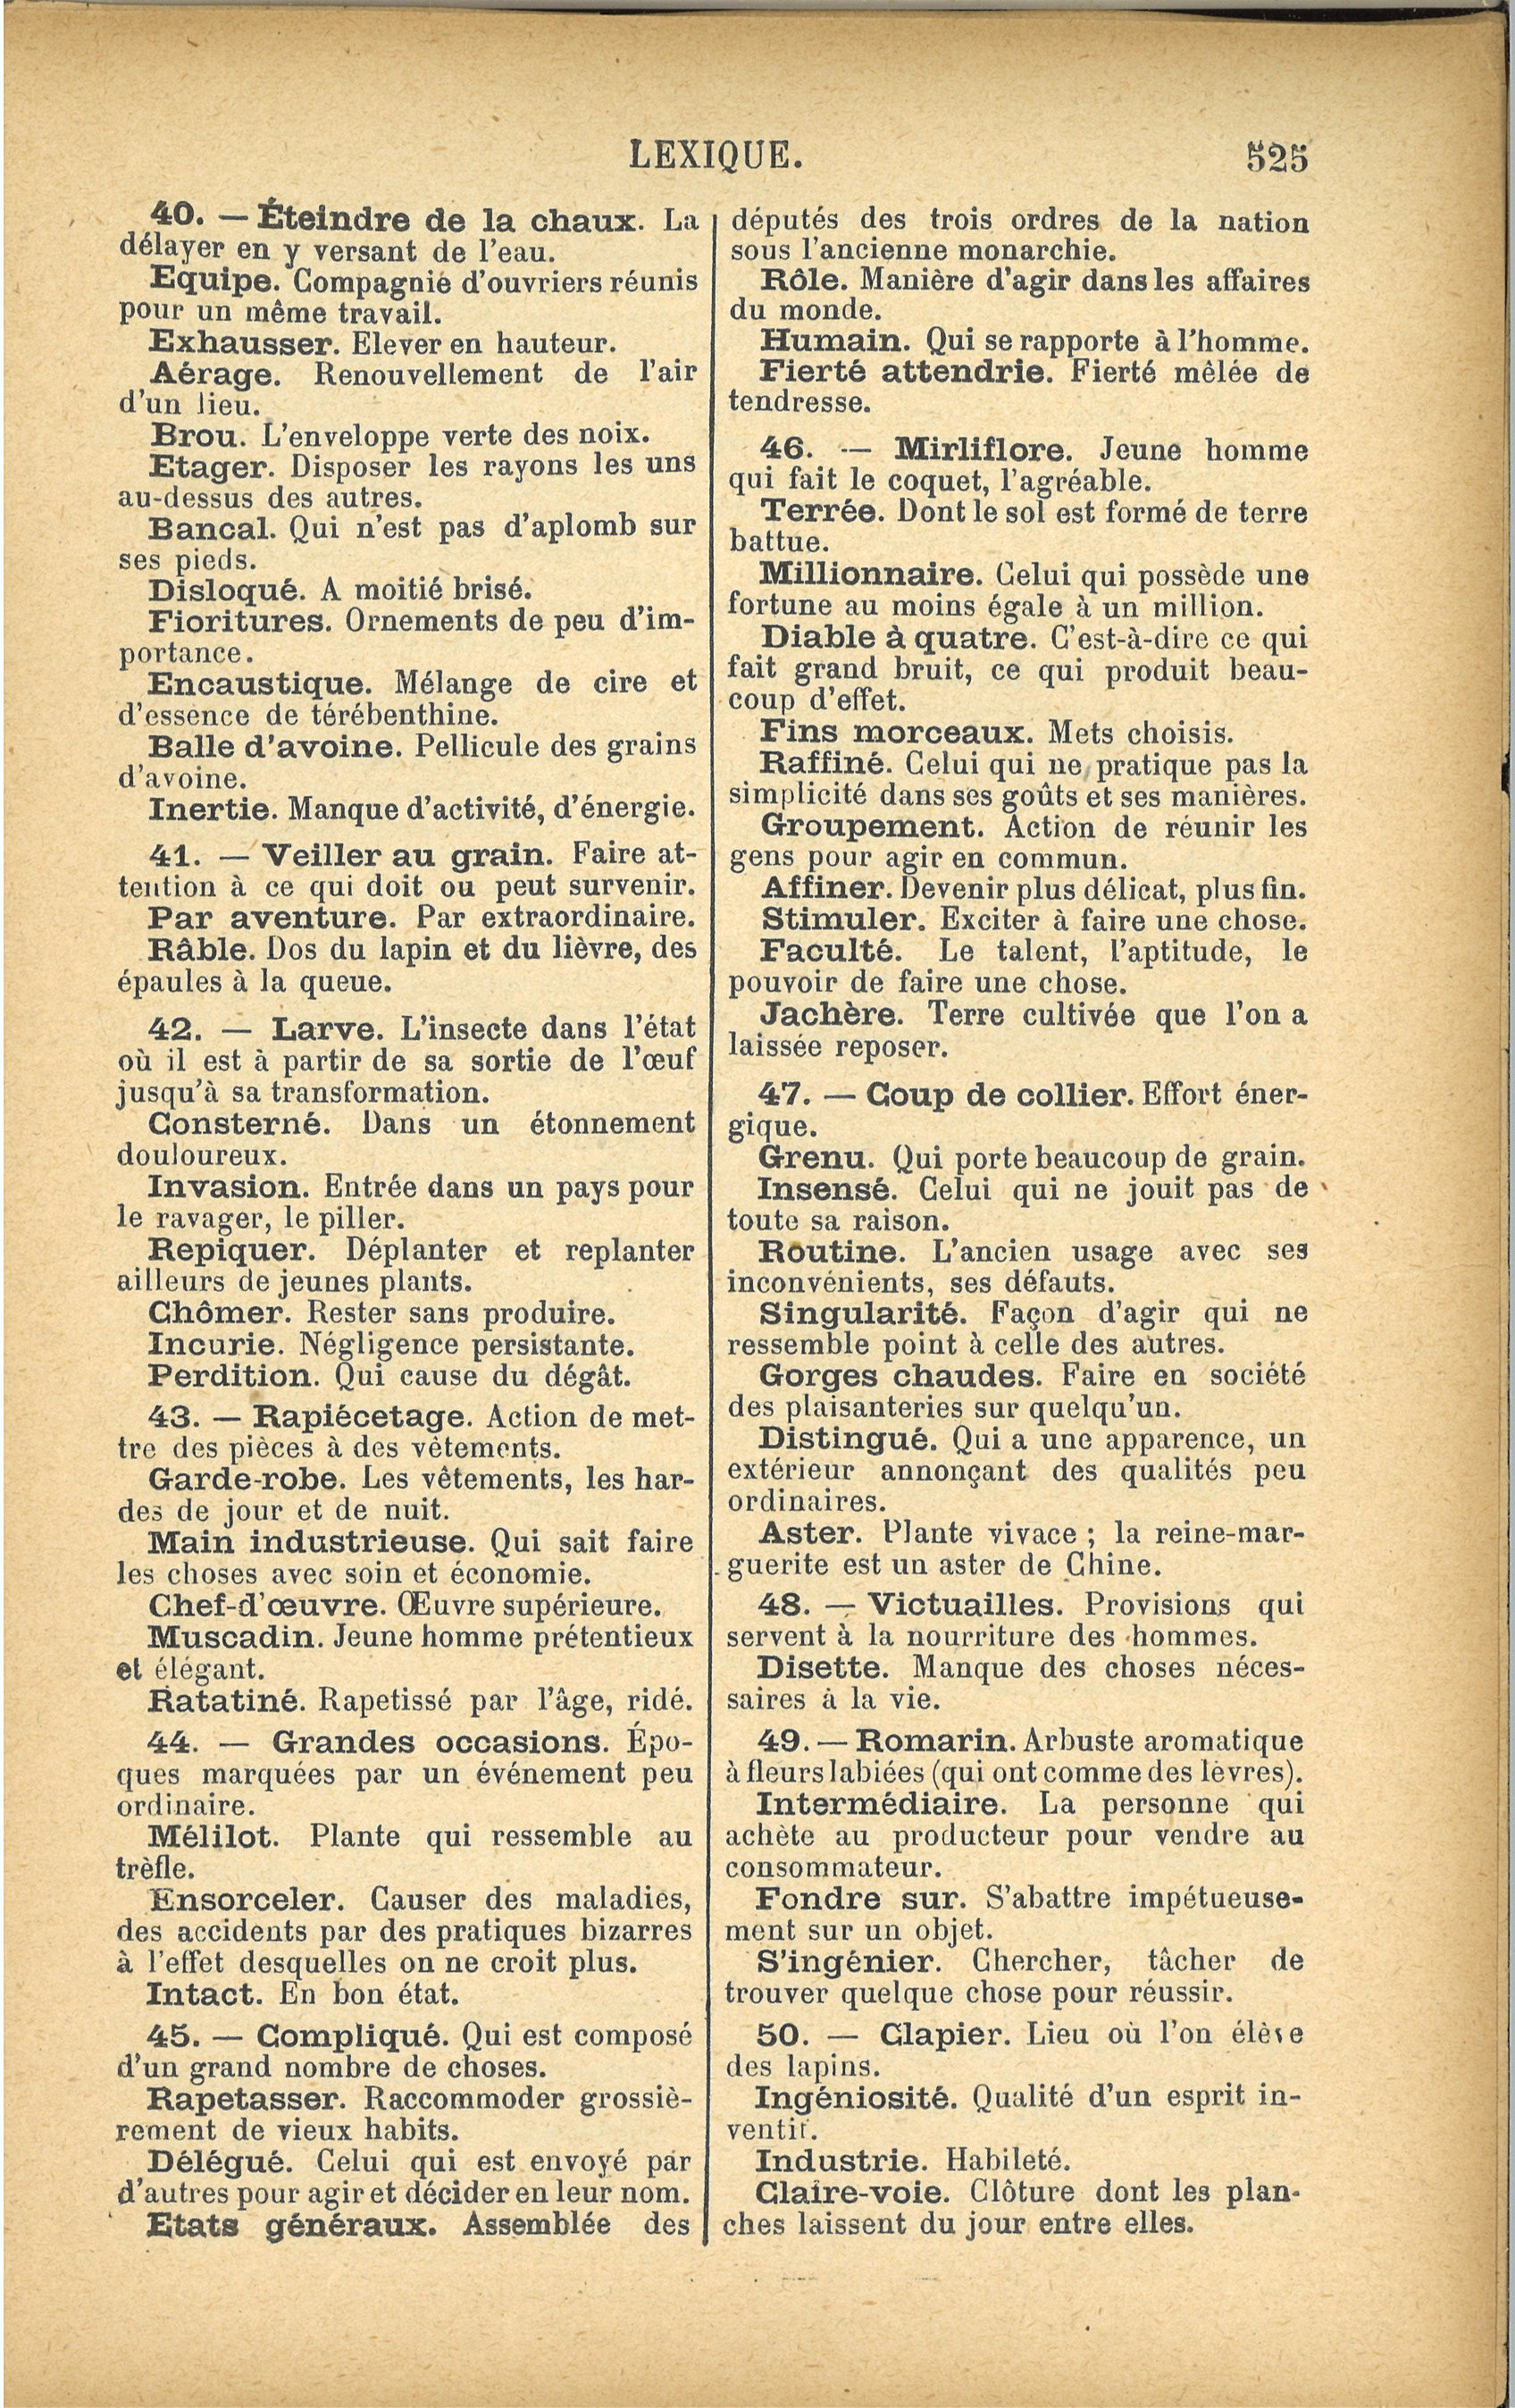 LEXIQUE.
525
40. — Éteindre de la chaux. La
délayer en y versant de l'eau.
Equipe. Compagnie d'ouvriers réunis
pour un même travail.
Exhausser. Elever en hauteur.
Aérage. Renouvellement de l'air
d'un lieu.
Brou. L'enveloppe verte des noix.
Etager. Disposer les rayons les uns
au-dessus des autres.
Bancal. Qui n'est pas d'aplomb sur
ses pieds.
Disloqué. A moitié brisé.
Fioritures. Ornements de peu d'im-
portance.
Encaustique. Mélange de cire et
d'essence de térébenthine.
Balle d'avoine. Pellicule des grains
d'avoine.
Inertie. Manque d'activité, d'énergie.
41. — Veiller au grain. Faire at-
tention à ce qui doit ou peut survenir.
Par aventure. Par extraordinaire.
Râble. Dos du lapin et du lièvre, des
épaules à la queue.
42. — Larve. L'insecte dans l'état
où il est à partir de sa sortie de l'œuf
jusqu'à sa transformation.
Consterné. Dans un étonnement
douloureux.
Invasion. Entrée dans un pays pour
le ravager, le piller.
Repiquer. Déplanter et replanter
ailleurs de jeunes plants.
Chômer. Rester sans produire.
Incurie. Négligence persistante.
Perdition. Qui cause du dégât.
43. — Rapiécetage. Action de met-
tre des pièces à des vêtements.
Garde-robe. Les vêtements, les har-
des de jour et de nuit.
Main industrieuse. Qui sait faire
les choses avec soin et économie.
Chef-d'œuvre. Œuvre supérieure.
Muscadin. Jeune homme prétentieux
et élégant.
Ratatiné. Rapetissé par l'âge, ridé.
44. — Grandes occasions. Épo-
ques marquées par un événement peu
ordinaire.
Mélilot. Plante qui ressemble au
trèfle.
Ensorceler. Causer des maladies,
des accidents par des pratiques bizarres
à l'effet desquelles on ne croit plus.
Intact. En bon état.
45. — Compliqué. Qui est composé
d'un grand nombre de choses.
Rapetasser. Raccommoder grossiè-
rement de vieux habits.
Délégué. Celui qui est envoyé par
d'autres pour agir et décider en leur nom.
Etats généraux. Assemblée des
députés des trois ordres de la nation
sous l'ancienne monarchie.
Rôle. Manière d'agir dans les affaires
du monde.
Humain. Qui se rapporte à l'homme.
Fierté attendrie. Fierté mêlée de
tendresse.
46. — Mirliflore. Jeune homme
qui fait le coquet, l'agréable.
Terrée. Dont le sol est formé de terre
battue.
Millionnaire. Celui qui possède une
fortune au moins égale à un million.
Diable à quatre. C'est-à-dire ce qui
fait grand bruit, ce qui produit beau-
coup d'effet.
Fins morceaux. Mets choisis.
Raffiné. Celui qui ne pratique pas la
simplicité dans ses goûts et ses manières.
Groupement. Action de réunir les
gens pour agir en commun.
Affiner. Devenir plus délicat, plus fin.
Stimuler. Exciter à faire une chose.
Faculté. Le talent, l'aptitude, le
pouvoir de faire une chose.
Jachère. Terre cultivée que l'on a
laissée reposer.
47. — Coup de collier. Effort éner-
gique.
Grenu. Qui porte beaucoup de grain.
Insensé. Celui qui ne jouit pas de
toute sa raison.
Routine. L'ancien usage avec ses
inconvénients, ses défauts.
Singularité. Façon d'agir qui ne
ressemble point à celle des autres.
Gorges chaudes. Faire en société
des plaisanteries sur quelqu'un.
Distingué. Qui a une apparence, un
extérieur annonçant des qualités peu
ordinaires.
Aster. Plante vivace ; la reine-mar-
guerite est un aster de Chine.
48. — Victuailles. Provisions qui
servent à la nourriture des hommes.
Disette. Manque des choses néces-
saires à la vie.
49. — Romarin. Arbuste aromatique
à fleurs labiées (qui ont comme des lèvres).
Intermédiaire. La personne qui
achète au producteur pour vendre au
consommateur.
Fondre sur. S'abattre impétueuse-
ment sur un objet.
S'ingénier. Chercher, tâcher de
trouver quelque chose pour réussir.
50. — Clapier. Lieu où l'on élève
des lapins.
Ingéniosité. Qualité d'un esprit in-
ventif.
Industrie. Habileté.
Claire-voie. Clôture dont les plan-
ches laissent du jour entre elles.